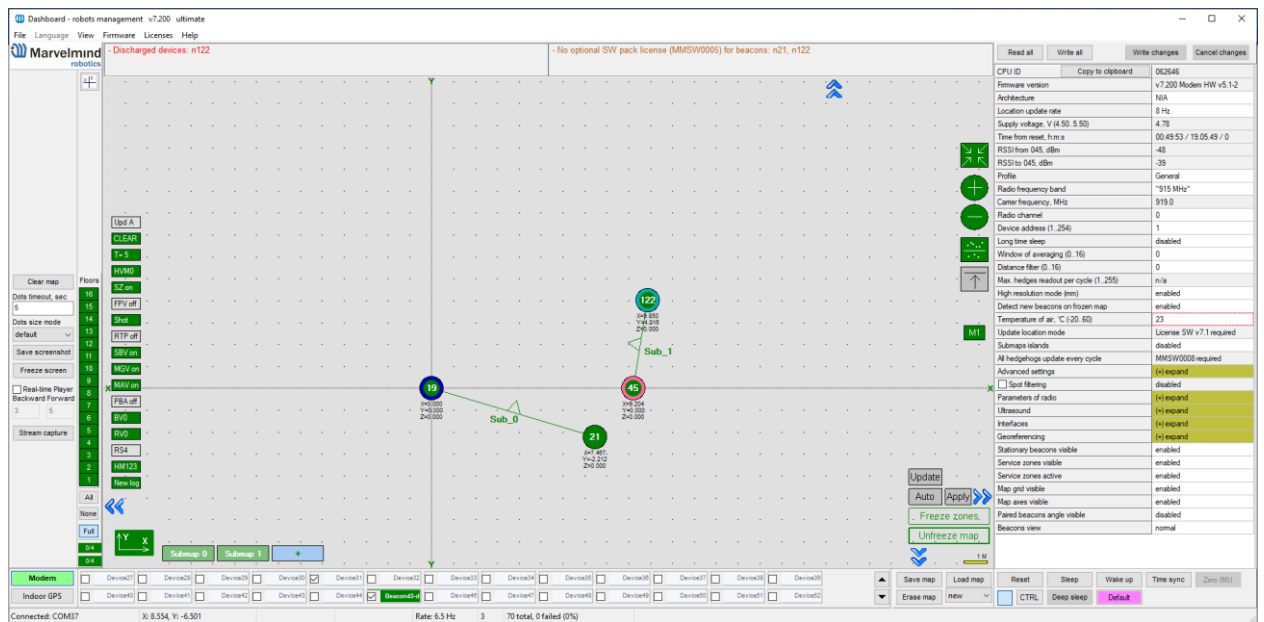 Dashboard - robots management v7.200 ultimate
File Language View Firmware Licenses Help
Marvelmind
robotics
- Discharged devices: n122
- No optional SW pack license (MMSW0005) for beacons: n21, n122
Read all Write all Write changes Cancel changes
CPU ID Copy to clipboard 062646
Firmware version v7.200 Modem HW v5.1-2
Architecture NIA
Location update rate 8 Hz
Supply voltage, V (4.50..5.50) 4.78
Time from reset, h:m:s 00:49:53 / 19.05.49 / 0
RSSI from 045, dBm -48
RSSI to 045, dBm -39
Profile General
Radio frequency band "915 MHz"
Carrier frequency, MHz 919.0
Radio channel 0
Device address (1..254) 1
Long time sleep disabled
Window of averaging (0..16) 0
Distance filter (0..16) 0
Max. hedges readout per cycle (1..255) n/a
High resolution mode (mm) enabled
Detect new beacons on frozen map enabled
Temperature of air, °C (-20..60) 23
Update location mode License SW v7.1 required
Submaps islands disabled
All hedgehogs update every cycle MMSW0008 required
Advanced settings (+) expand
Spot filtering disabled
Parameters of radio (+) expand
Ultrasound (+) expand
Interfaces (+) expand
Georeferencing (+) expand
Stationary beacons visible enabled
Service zones visible enabled
Service zones active enabled
Map grid visible enabled
Map axes visible enabled
Paired beacons angle visible disabled
Beacons view normal
Clear map
Dots timeout, sec
5
Dots size mode
default
Save screenshot
Freeze screen
Real-time Player
Backward Forward
3 5
Stream capture
Floors
16
15
14
13
12
11
10
9
8
7
6
5
4
3
2
1
All
None
Full
0/4
0/4
Upd A
CLEAR
T= 5
HVM0
SZ on
FPV off
Shot
RTP off
SBV on
MGV on
MAV on
PBA off
BV0
RV0
RS4
HM123
New log
Y
X
X
Y
122
X=9.850
Y=4.018
Z=0.000
Sub_1
45
X=9.204
Y=0.000
Z=0.000
19
X=0.000
Y=0.000
Z=0.000
Sub_0
21
X=7.467
Y=-2.212
Z=0.000
M1
Update
Auto Apply
Freeze zones
Unfreeze map
1 M
Y X
Submap 0 Submap 1 +
Modem Device27 Device28 Device29 Device30 Device31 Device32 Device33 Device34 Device35 Device36 Device37 Device38 Device39 Save map Load map Reset Sleep Wake up Time sync Zero IMU
Indoor GPS Device40 Device41 Device42 Device43 Device44 Beacon45-d Device46 Device47 Device48 Device49 Device50 Device51 Device52 Erase map new CTRL Deep sleep Default
Connected: COM37 X: 8.554, Y: -6.501 Rate: 6.5 Hz 3 70 total, 0 failed (0%)